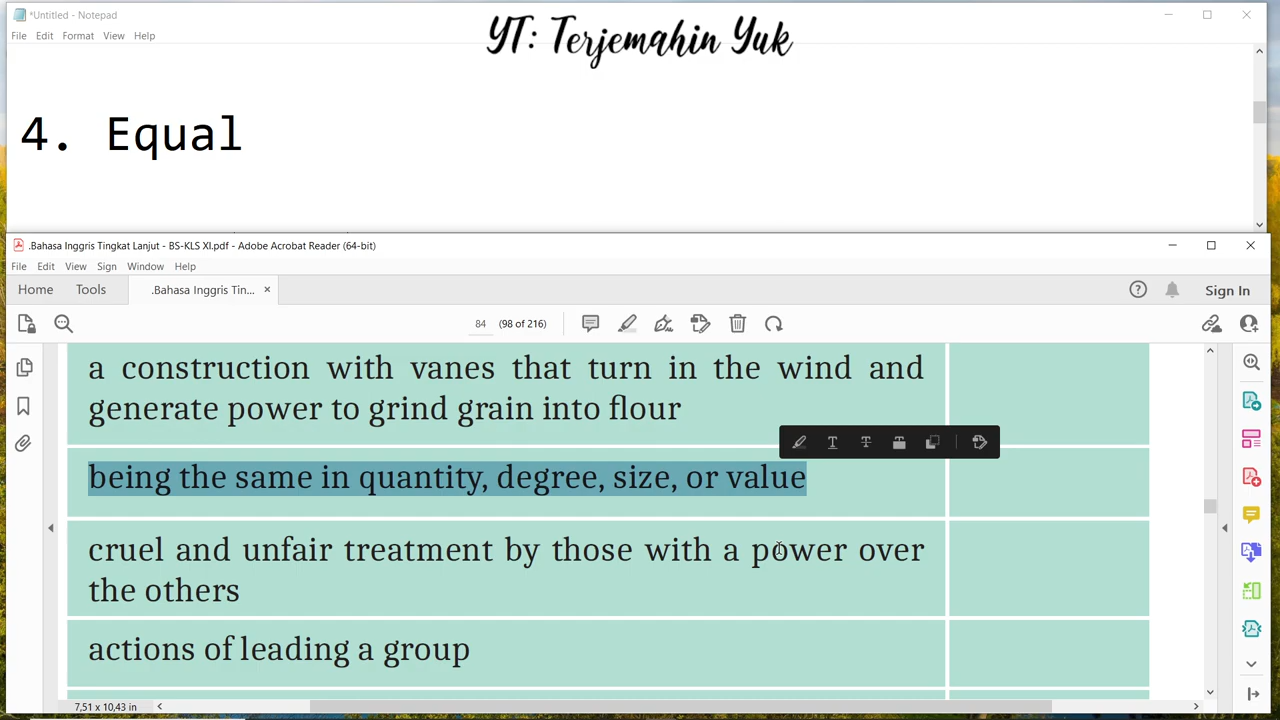 *Untitled - Notepad
YT: Terjemahin Yuk
File Edit Format View Help
4. Equal
.Bahasa Inggris Tingkat Lanjut - BS-KLS XI.pdf - Adobe Acrobat Reader (64-bit)
File Edit View Sign Window Help
Home Tools .Bahasa Inggris Tin... × Sign In
84 (98 of 216)
a construction with vanes that turn in the wind and
generate power to grind grain into flour
being the same in quantity, degree, size, or value
cruel and unfair treatment by those with a power over
the others
actions of leading a group
7,51 x 10,43 in